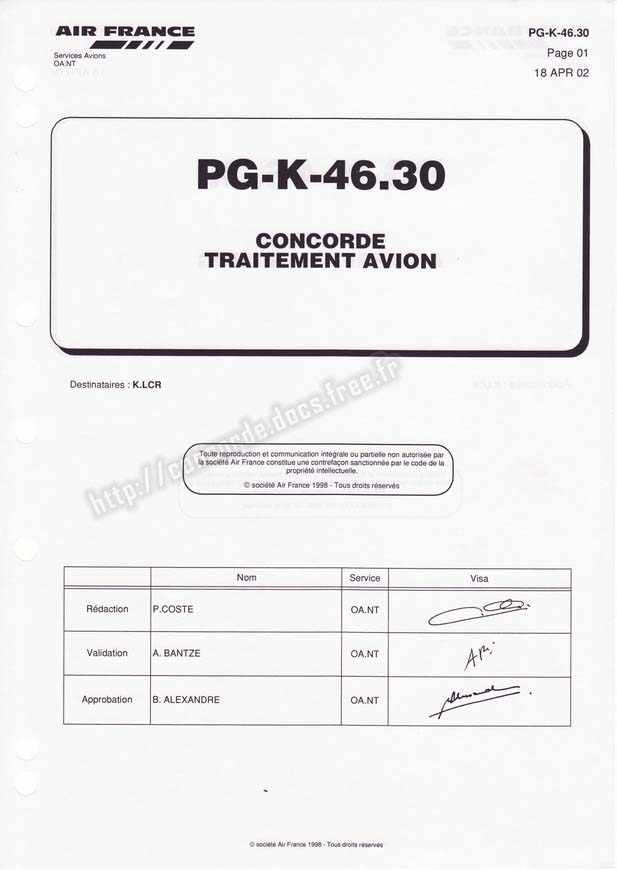 AIR FRANCE
Services Avions
OA.NT
PG-K-46.30
Page 01
18 APR 02
PG-K-46.30
CONCORDE
TRAITEMENT AVION
Destinataires : K.LCR
http://concorde.docs.free.fr
Toute reproduction et communication intégrale ou partielle non autorisée par
la société Air France constitue une contrefaçon sanctionnée par le code de la
propriété intellectuelle.
© société Air France 1998 - Tous droits réservés
Nom Service Visa
Rédaction P.COSTE OA.NT
Validation A. BANTZE OA.NT
Approbation B. ALEXANDRE OA.NT
© société Air France 1998 - Tous droits réservés